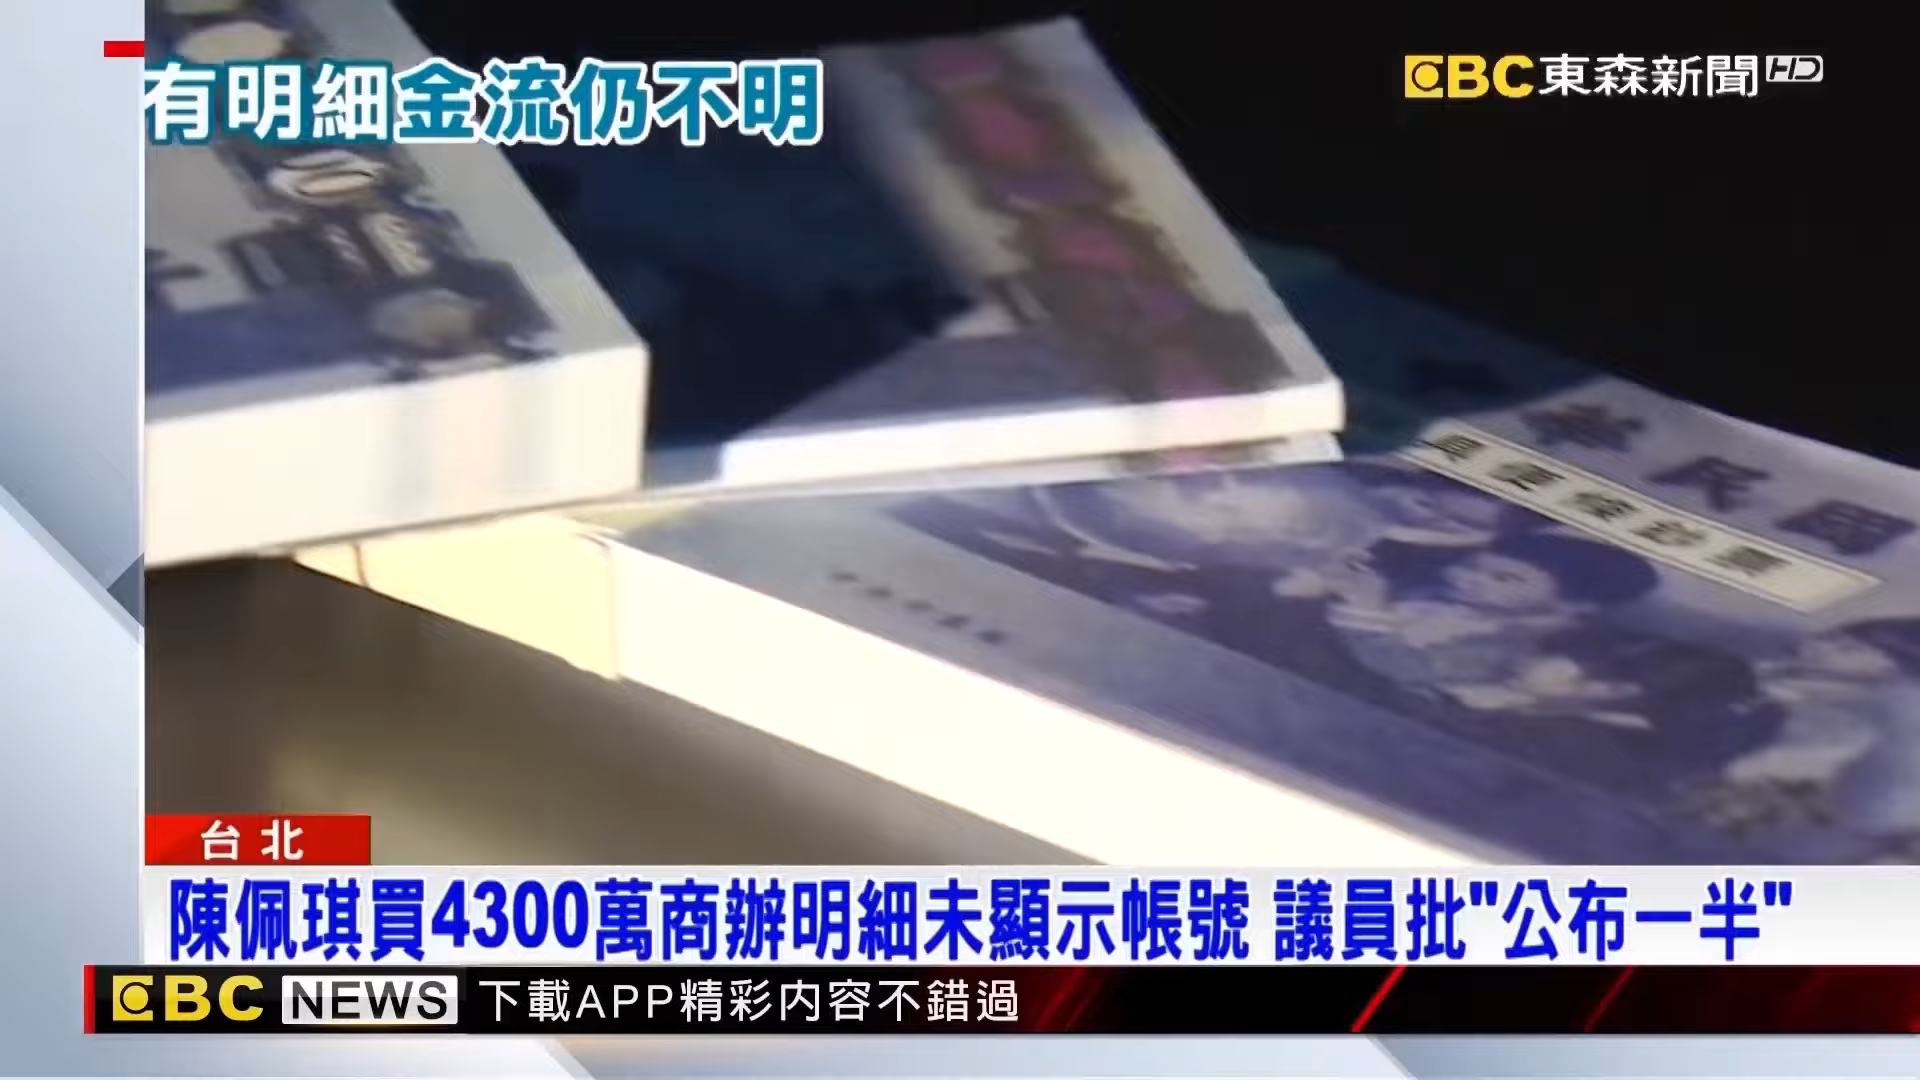 有明細金流仍不明
EBC東森新聞HD
台北
陳佩琪買4300萬商辦明細未顯示帳號 議員批"公布一半"
EBC NEWS 下載APP精彩內容不錯過